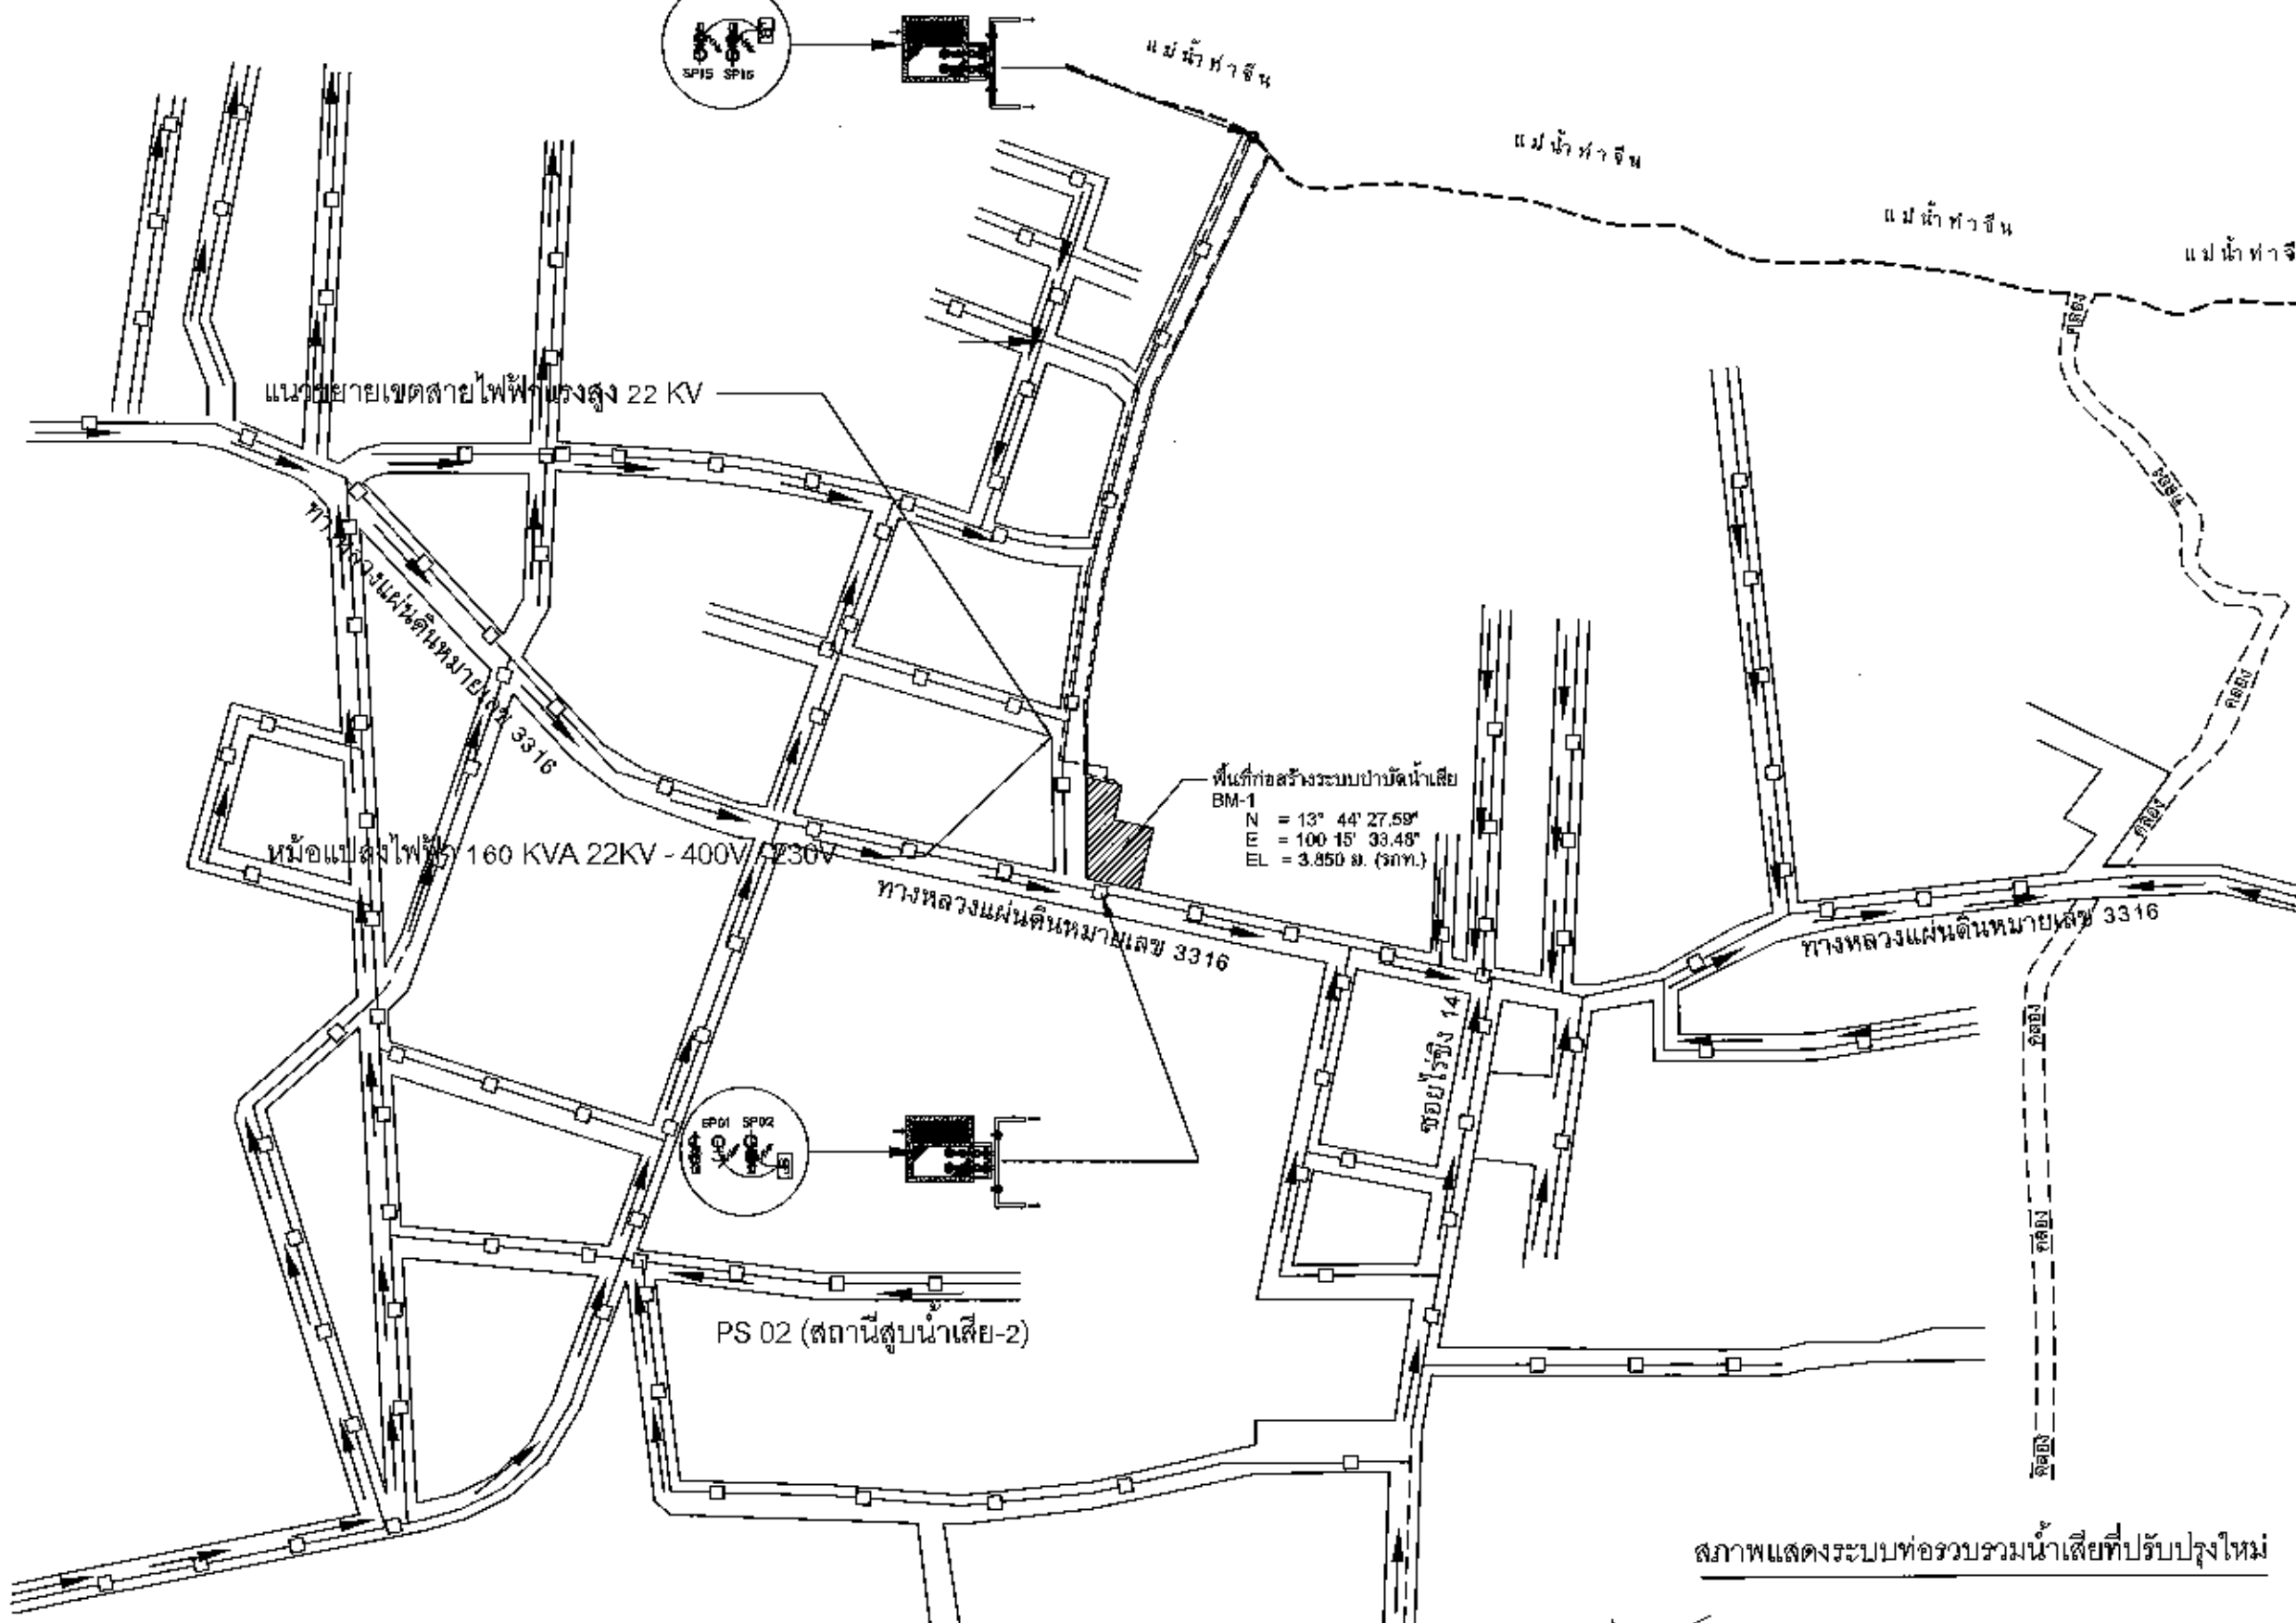 SP15 SP16
แม่น้ำท่าจีน
แม่น้ำท่าจีน
แม่น้ำท่าจีน
แม่น้ำท่าจี
คลอง
แนวขยายเขตสายไฟฟ้าแรงสูง 22 KV
คลอง
ทางหลวงแผ่นดินหมายเลข 3316
คลอง
พื้นที่ก่อสร้างระบบบำบัดน้ำเสีย
BM-1
N = 13° 44' 27.59"
E = 100 15' 33.48"
EL = 3.850 ม. (รทก.)
คลอง
หม้อแปลงไฟฟ้า 160 KVA 22KV - 400V / 230V
ทางหลวงแผ่นดินหมายเลข 3316
ทางหลวงแผ่นดินหมายเลข 3316
ซอยไร่ขิง 14
คลอง
SP01 SP02
คลอง
PS 02 (สถานีสูบน้ำเสีย-2)
คลอง
สภาพแสดงระบบท่อรวบรวมน้ำเสียที่ปรับปรุงใหม่